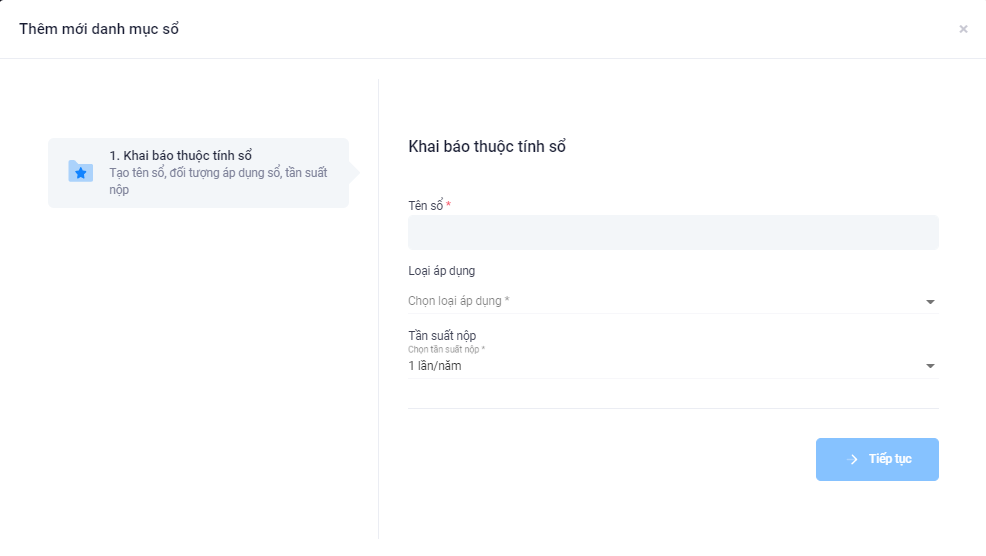 Thêm mới danh mục sổ
×
1. Khai báo thuộc tính sổ
Tạo tên sổ, đối tượng áp dụng sổ, tần suất
nộp
Khai báo thuộc tính sổ
Tên sổ *
Loại áp dụng
Chọn loại áp dụng *
Tần suất nộp
Chọn tần suất nộp *
1 lần/năm
Tiếp tục